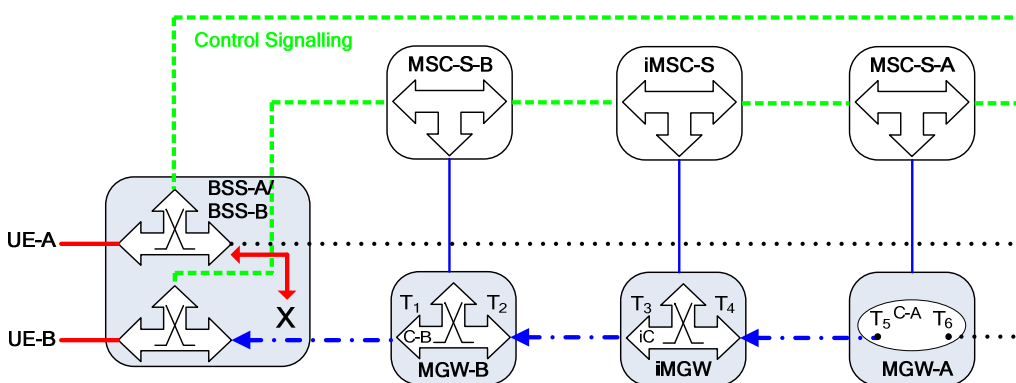 Control Signalling
MSC-S-B
iMSC-S
MSC-S-A
BSS-A/
BSS-B
UE-A
X
UE-B
T1
T2
T3
T4
T5
C-A
T6
C-B
iC
MGW-B
iMGW
MGW-A